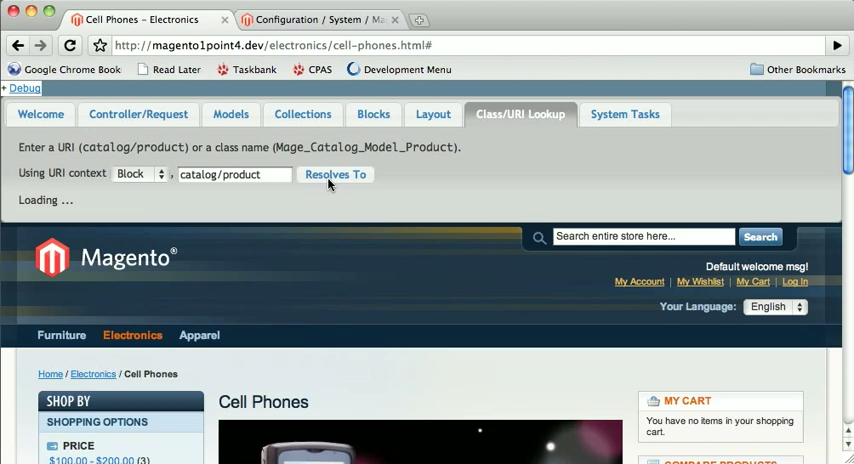 Cell Phones – Electronics
Configuration / System / Ma
http://magento1point4.dev/electronics/cell-phones.html#
Google Chrome Book
Read Later
Taskbank
CPAS
Development Menu
Other Bookmarks
+ Debug
Welcome
Controller/Request
Models
Collections
Blocks
Layout
Class/URI Lookup
System Tasks
Enter a URI (catalog/product) or a class name (Mage_Catalog_Model_Product).
Using URI context Block , catalog/product Resolves To
Loading ...
Magento®
Search entire store here...
Search
Default welcome msg!
My Account | My Wishlist | My Cart | Log In
Your Language: English
Furniture
Electronics
Apparel
Home / Electronics / Cell Phones
SHOP BY
SHOPPING OPTIONS
PRICE
$100.00 - $200.00 (3)
Cell Phones
MY CART
You have no items in your shopping
cart.
COMPARE PRODUCTS